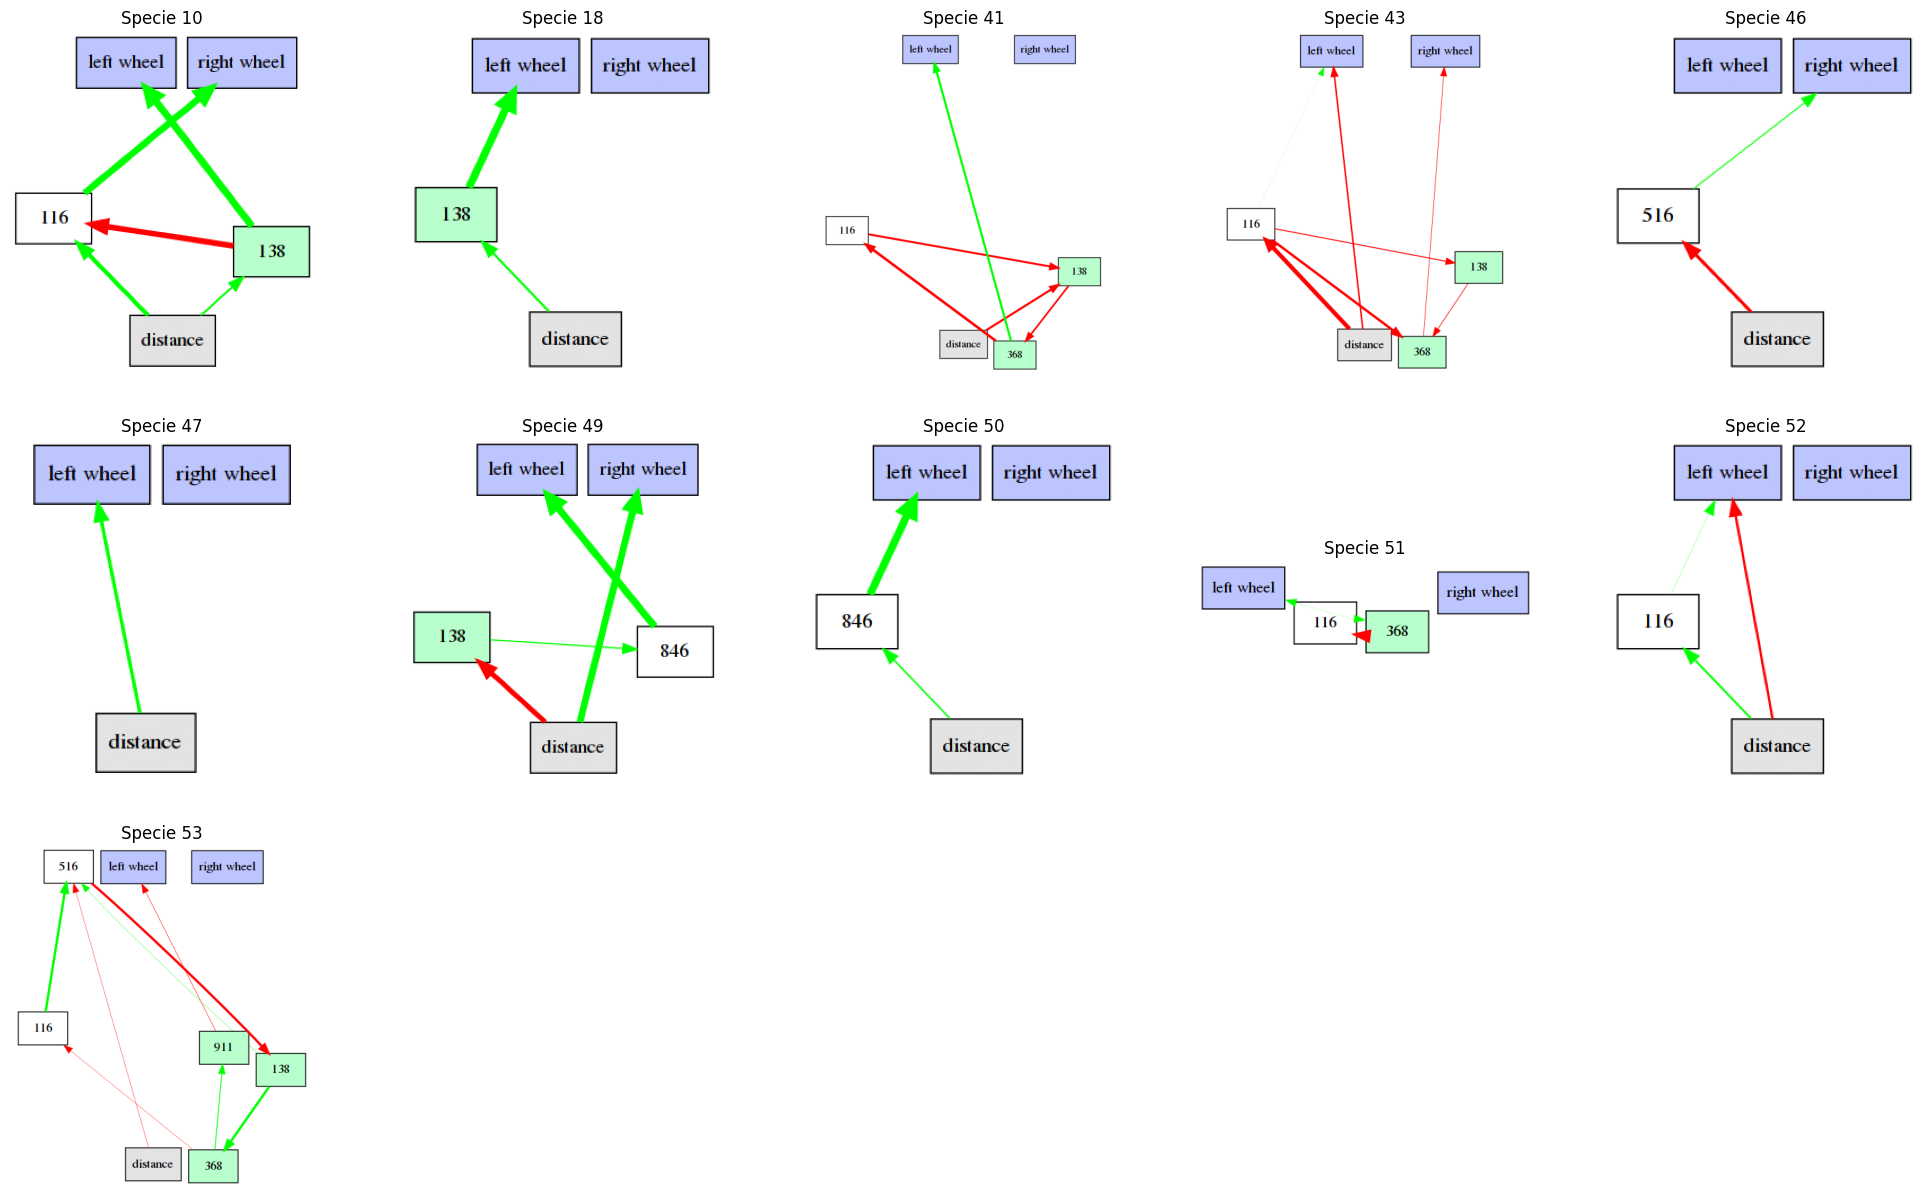 Specie 10
left wheel
right wheel
116
138
distance
Specie 18
left wheel
right wheel
138
distance
Specie 41
left wheel
right wheel
116
138
distance
368
Specie 43
left wheel
right wheel
116
138
distance
368
Specie 46
left wheel
right wheel
516
distance
Specie 47
left wheel
right wheel
distance
Specie 49
left wheel
right wheel
138
846
distance
Specie 50
left wheel
right wheel
846
distance
Specie 51
left wheel
right wheel
116
368
Specie 52
left wheel
right wheel
116
distance
Specie 53
516
left wheel
right wheel
116
911
138
distance
368